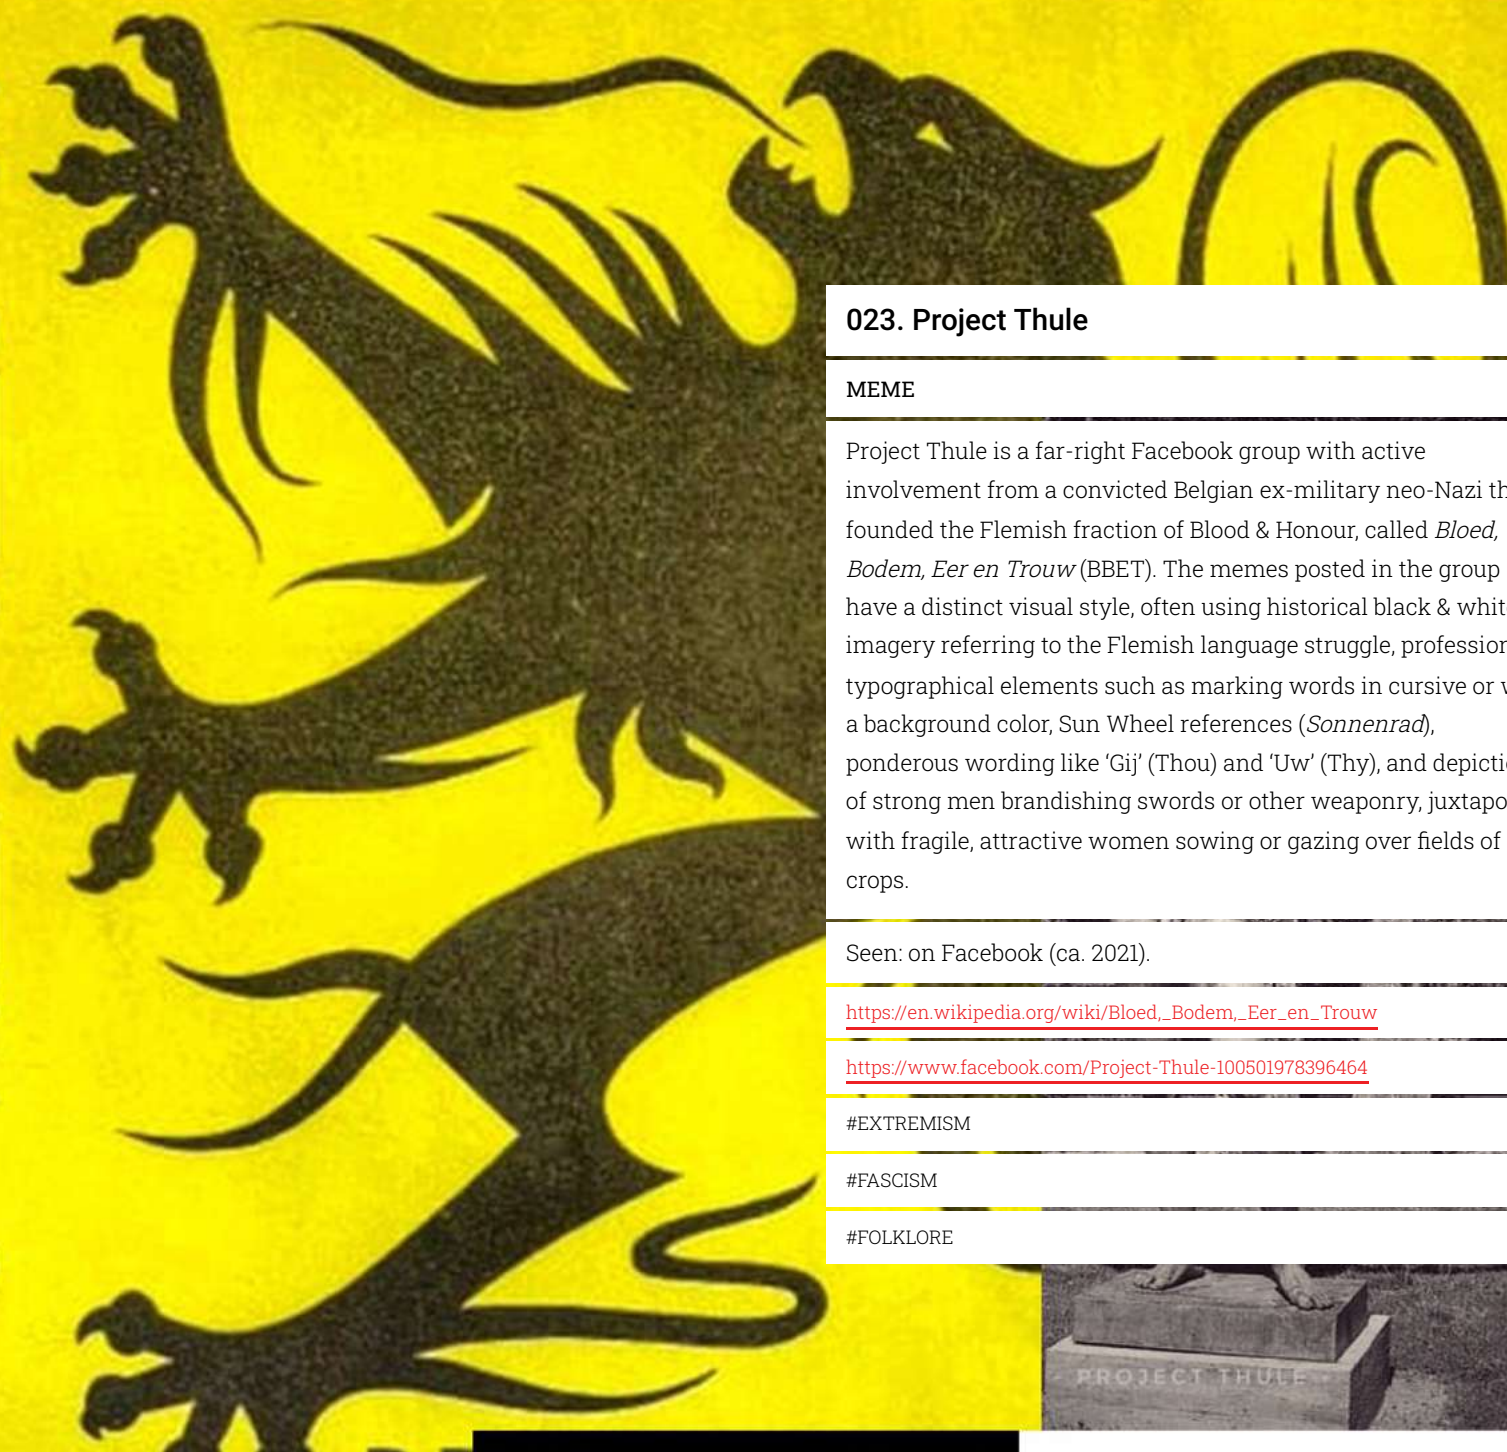 023. Project Thule
MEME
Project Thule is a far-right Facebook group with active
involvement from a convicted Belgian ex-military neo-Nazi th
founded the Flemish fraction of Blood & Honour, called Bloed,
Bodem, Eer en Trouw (BBET). The memes posted in the group
have a distinct visual style, often using historical black & whit
imagery referring to the Flemish language struggle, profession
typographical elements such as marking words in cursive or w
a background color, Sun Wheel references (Sonnenrad),
ponderous wording like ‘Gij’ (Thou) and ‘Uw’ (Thy), and depicti
of strong men brandishing swords or other weaponry, juxtapo
with fragile, attractive women sowing or gazing over fields of
crops.
Seen: on Facebook (ca. 2021).
https://en.wikipedia.org/wiki/Bloed,_Bodem,_Eer_en_Trouw
https://www.facebook.com/Project-Thule-100501978396464
#EXTREMISM
#FASCISM
#FOLKLORE
PROJECT THULE